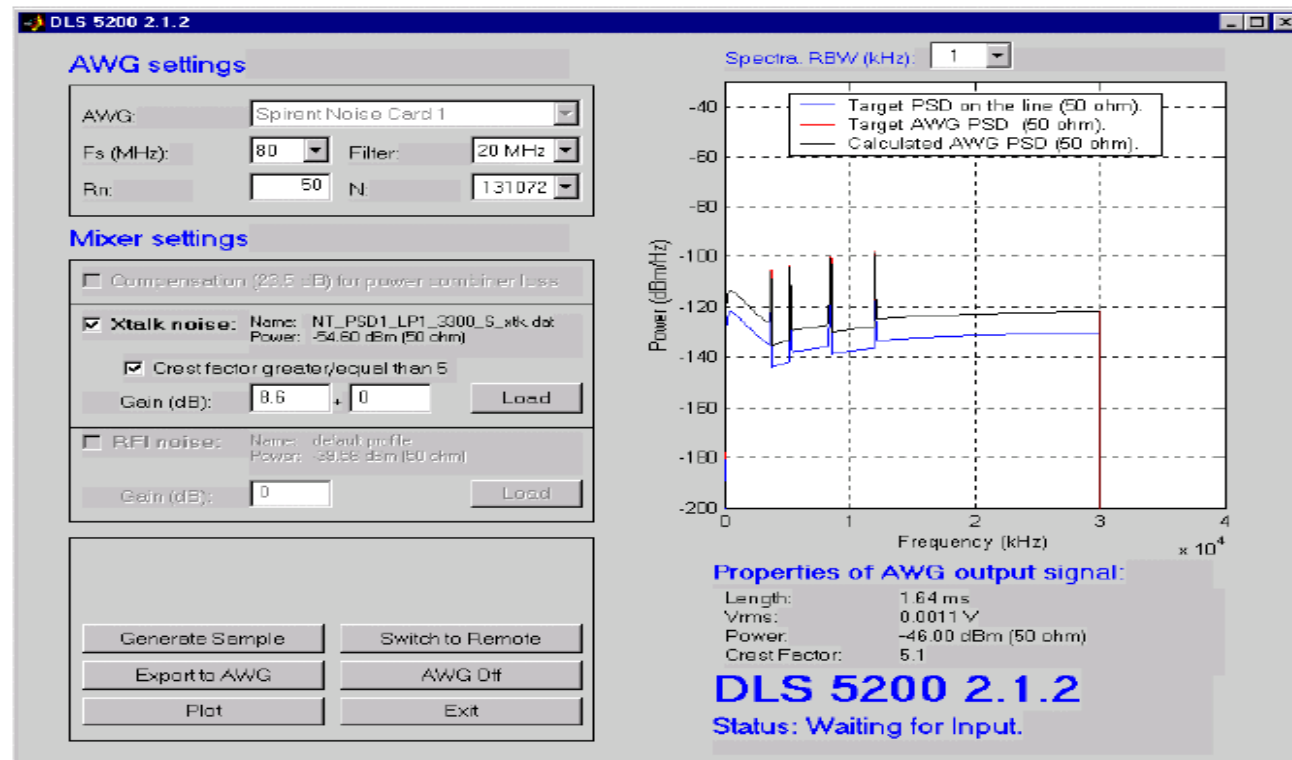 DLS 5200 2.1.2
AWG settings
AWG: Spirent Noise Card 1
Fs (MHz): 80 Filter: 20 MHz
Rn: 50 N: 131072
Mixer settings
Compensation (23.5 dB) for power combiner loss
Xtalk noise: Name: NT_PSD1_LP1_3300_S_xtk.dat
Power: -54.60 dBm (50 ohm)
Crest factor greater/equal than 5
Gain (dB): 8.6 + 0 Load
RFI noise: Name: default profile
Power: -39.58 dBm (50 ohm)
Gain (dB): 0 Load
Generate Sample Switch to Remote
Export to AWG AWG Off
Plot Exit
Spectra. RBW (kHz): 1
Target PSD on the line (50 ohm).
Target AWG PSD (50 ohm).
Calculated AWG PSD (50 ohm).
Power (dBm/Hz)
-40
-60
-80
-100
-120
-140
-160
-180
-200
0 1 2 3 4
Frequency (kHz)
x 10^4
Properties of AWG output signal:
Length: 1.64 ms
Vrms: 0.0011 V
Power: -46.00 dBm (50 ohm)
Crest Factor: 5.1
DLS 5200 2.1.2
Status: Waiting for Input.